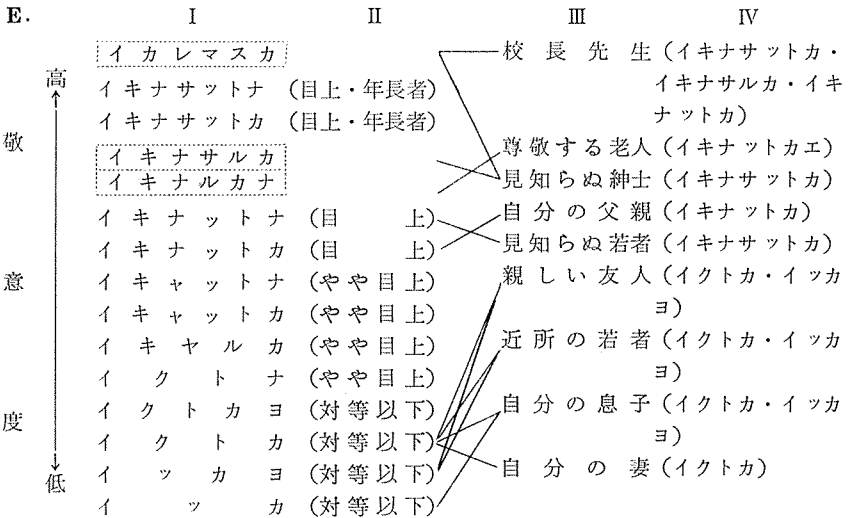 E. I II III IV
イカレマスカ 校長先生(イキナサットカ・
高 イキナサットナ (目上・年長者) イキナサルカ・イキ
イキナサットカ (目上・年長者) ナットカ)
敬 尊敬する老人(イキナットカエ)
イキナサルカ
イキナルカナ 見知らぬ紳士(イキナサットカ)
イキナットナ (目上) 自分の父親(イキナットカ)
イキナットカ (目上) 見知らぬ若者(イキナサットカ)
意 イキャットナ (やや目上) 親しい友人(イクトカ・イッカ
イキャットカ (やや目上) ヨ)
イキヤルカ (やや目上) 近所の若者(イクトカ・イッカ
イクトナ (やや目上) ヨ)
度 イクトカヨ (対等以下) 自分の息子(イクトカ・イッカ
イクトカ (対等以下) ヨ)
イッカヨ (対等以下) 自分の妻(イクトカ)
低
イッカ (対等以下)